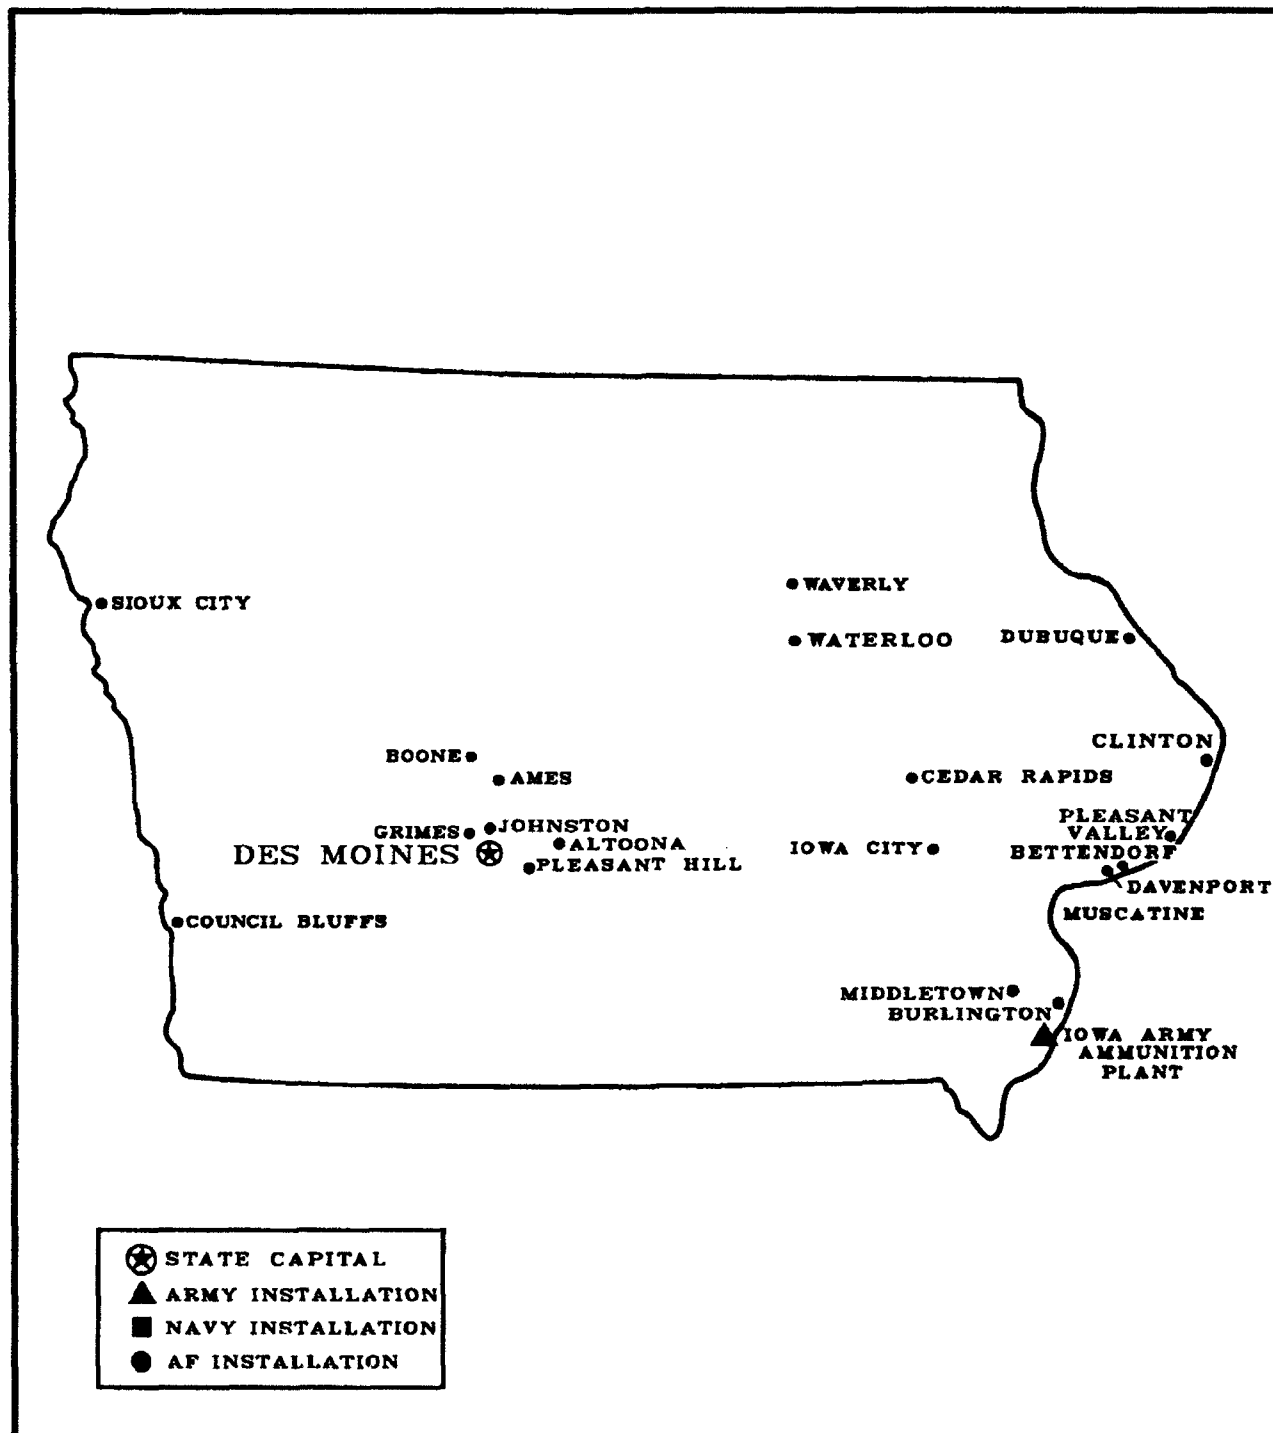 WAVERLY
SIOUX CITY
WATERLOO
DUBUQUE
CLINTON
BOONE
AMES
CEDAR RAPIDS
PLEASANT
VALLEY
GRIMES
JOHNSTON
ALTOONA
DES MOINES
PLEASANT HILL
IOWA CITY
BETTENDORF
DAVENPORT
MUSCATINE
COUNCIL BLUFFS
MIDDLETOWN
BURLINGTON
IOWA ARMY
AMMUNITION
PLANT
STATE CAPITAL
ARMY INSTALLATION
NAVY INSTALLATION
AF INSTALLATION